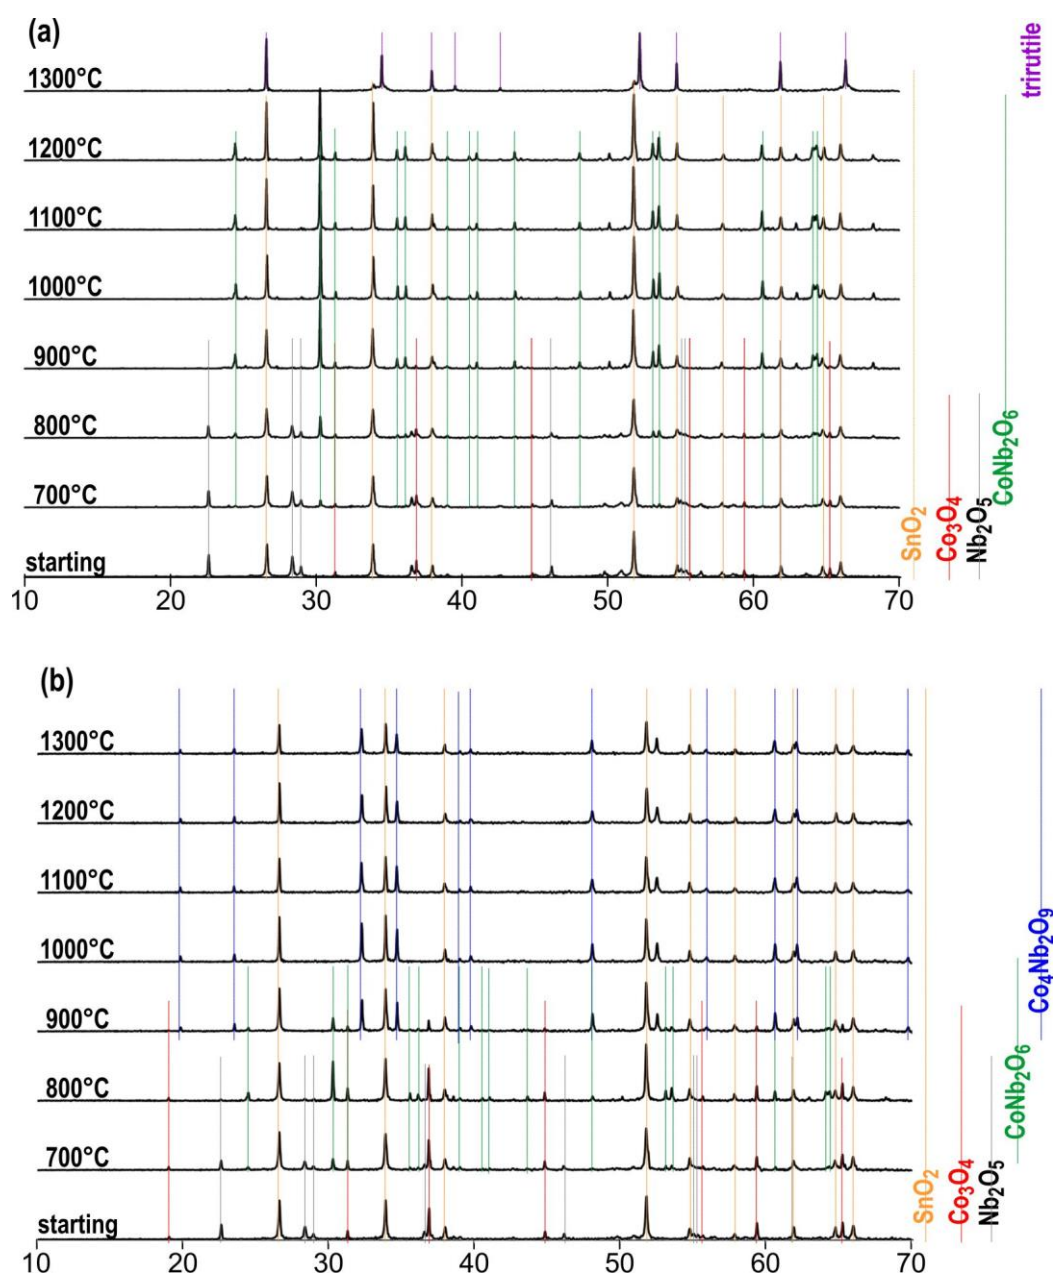 (a)
trirutile
1300°C
1200°C
1100°C
1000°C
900°C
800°C
700°C
starting
SnO₂
Co₃O₄
Nb₂O₅
CoNb₂O₆
10 20 30 40 50 60 70
(b)
1300°C
1200°C
1100°C
1000°C
900°C
800°C
700°C
starting
SnO₂
Co₃O₄
Nb₂O₅
CoNb₂O₆
Co₄Nb₂O₉
10 20 30 40 50 60 70